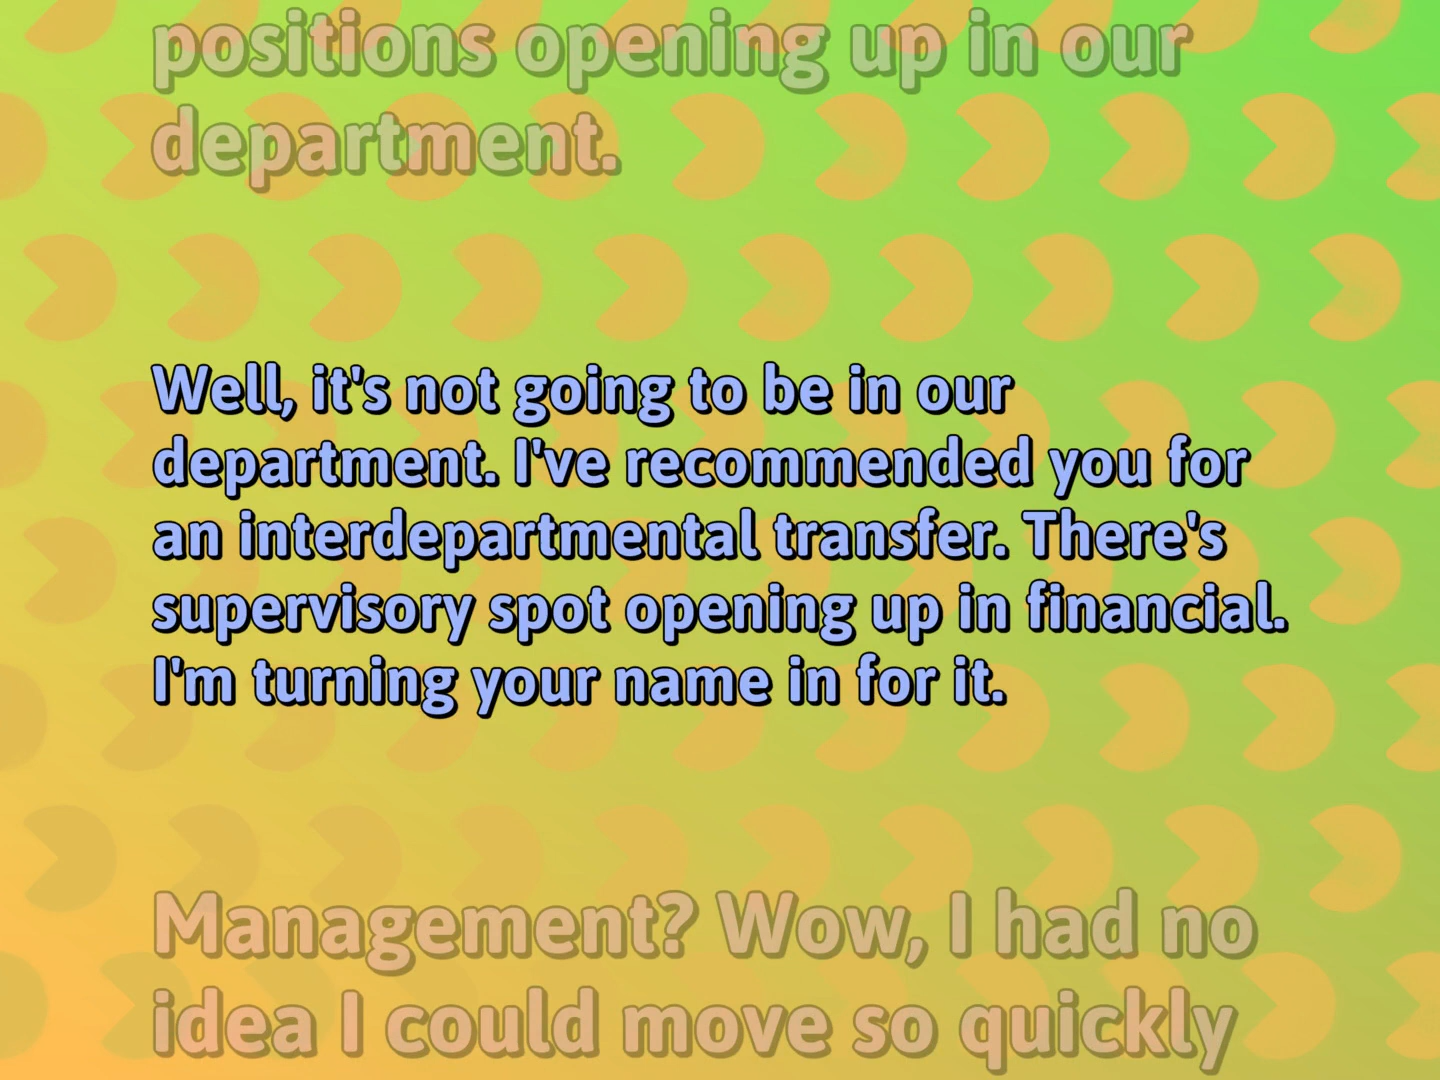 positions opening up in our
department.
Well, it's not going to be in our
department. I've recommended you for
an interdepartmental transfer. There's
supervisory spot opening up in financial.
I'm turning your name in for it.
Management? Wow, I had no
idea I could move so quickly